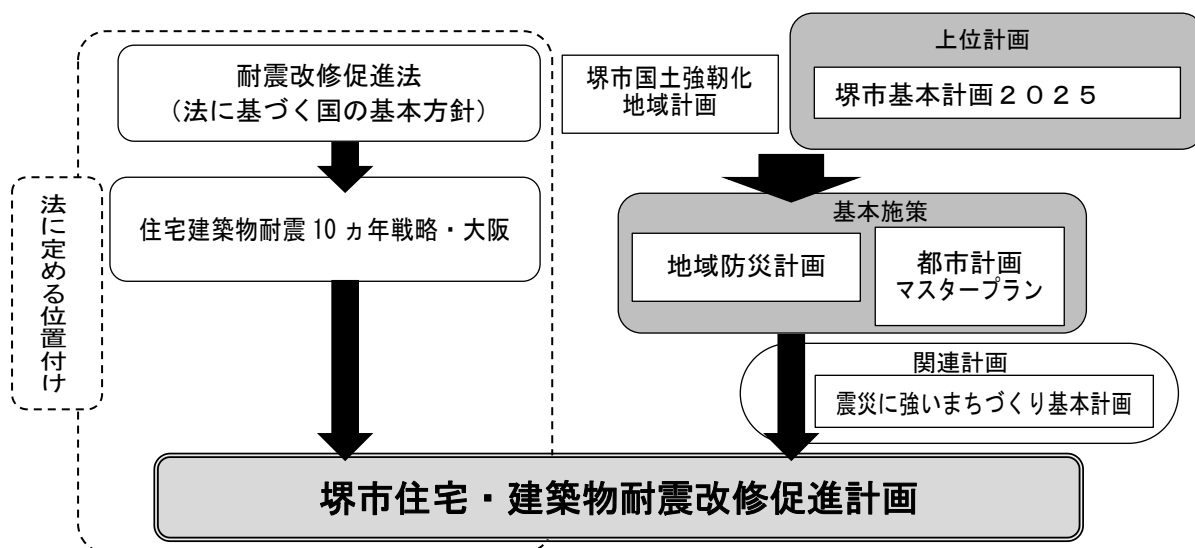 法に定める位置付け
耐震改修促進法
(法に基づく国の基本方針)
住宅建築物耐震10ヵ年戦略・大阪
堺市国土強靭化
地域計画
上位計画
堺市基本計画2025
基本施策
地域防災計画
都市計画
マスタープラン
関連計画
震災に強いまちづくり基本計画
堺市住宅・建築物耐震改修促進計画